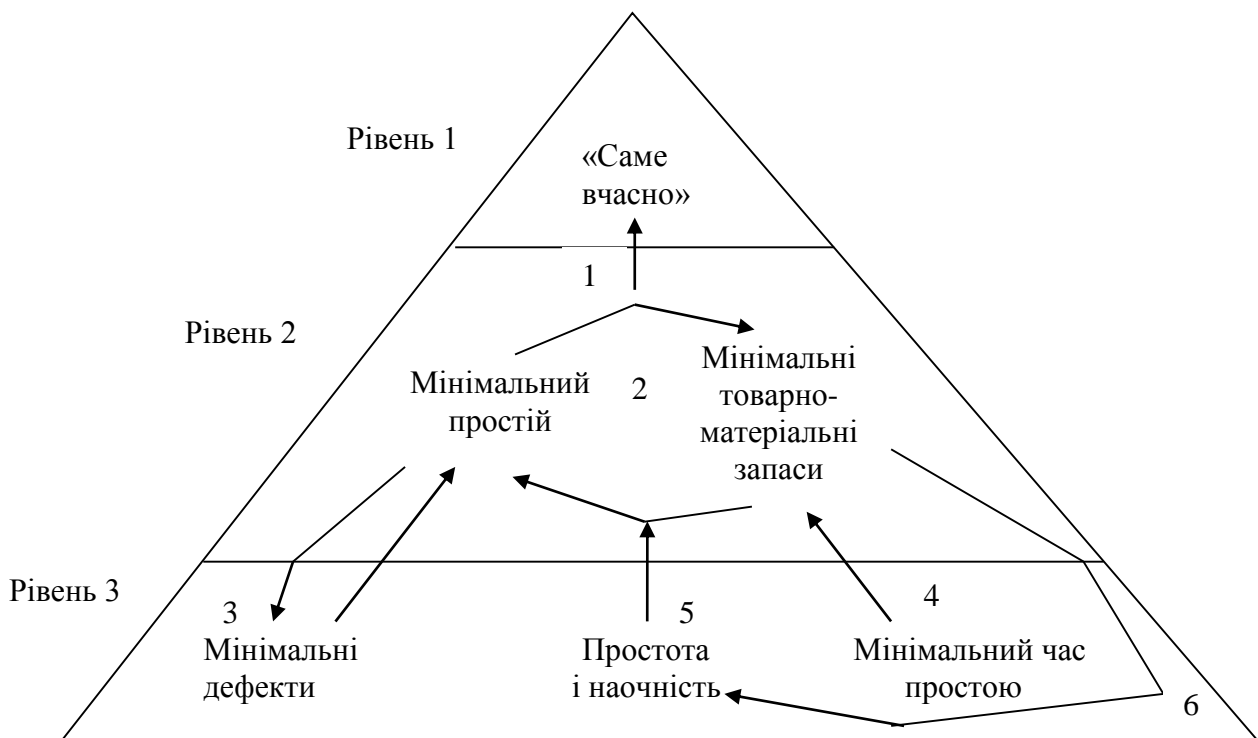 Рівень 1
«Саме
вчасно»
1
Рівень 2
Мінімальний
простій
2
Мінімальні
товарно-
матеріальні
запаси
Рівень 3
3
5
4
Мінімальні
дефекти
Простота
і наочність
Мінімальний час
простою
6